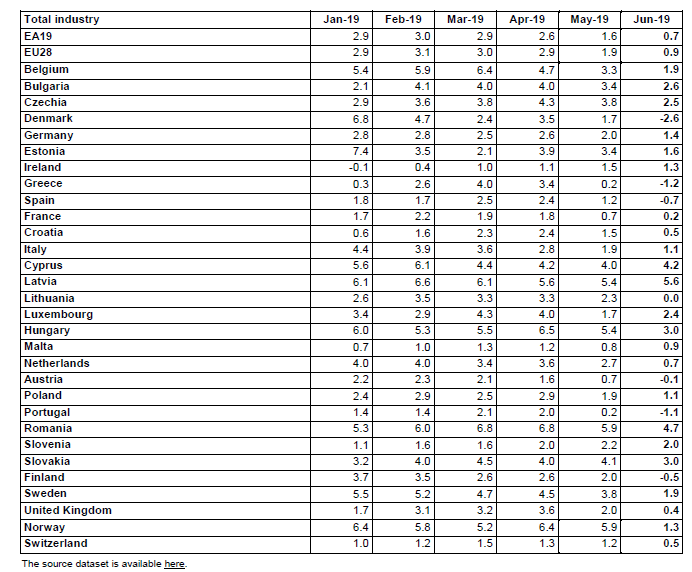 Total industry Jan-19 Feb-19 Mar-19 Apr-19 May-19 Jun-19
EA19 2.9 3.0 2.9 2.6 1.6 0.7
EU28 2.9 3.1 3.0 2.9 1.9 0.9
Belgium 5.4 5.9 6.4 4.7 3.3 1.9
Bulgaria 2.1 4.1 4.0 4.0 3.4 2.6
Czechia 2.9 3.6 3.8 4.3 3.8 2.5
Denmark 6.8 4.7 2.4 3.5 1.7 -2.6
Germany 2.8 2.8 2.5 2.6 2.0 1.4
Estonia 7.4 3.5 2.1 3.9 3.4 1.6
Ireland -0.1 0.4 1.0 1.1 1.5 1.3
Greece 0.3 2.6 4.0 3.4 0.2 -1.2
Spain 1.8 1.7 2.5 2.4 1.2 -0.7
France 1.7 2.2 1.9 1.8 0.7 0.2
Croatia 0.6 1.6 2.3 2.4 1.5 0.5
Italy 4.4 3.9 3.6 2.8 1.9 1.1
Cyprus 5.6 6.1 4.4 4.2 4.0 4.2
Latvia 6.1 6.6 6.1 5.6 5.4 5.6
Lithuania 2.6 3.5 3.3 3.3 2.3 0.0
Luxembourg 3.4 2.9 4.3 4.0 1.7 2.4
Hungary 6.0 5.3 5.5 6.5 5.4 3.0
Malta 0.7 1.0 1.3 1.2 0.8 0.9
Netherlands 4.0 4.0 3.4 3.6 2.7 0.7
Austria 2.2 2.3 2.1 1.6 0.7 -0.1
Poland 2.4 2.9 2.5 2.9 1.9 1.1
Portugal 1.4 1.4 2.1 2.0 0.2 -1.1
Romania 5.3 6.0 6.8 6.8 5.9 4.7
Slovenia 1.1 1.6 1.6 2.0 2.2 2.0
Slovakia 3.2 4.0 4.5 4.0 4.1 3.0
Finland 3.7 3.5 2.6 2.6 2.0 -0.5
Sweden 5.5 5.2 4.7 4.5 3.8 1.9
United Kingdom 1.7 3.1 3.2 3.6 2.0 0.4
Norway 6.4 5.8 5.2 6.4 5.9 1.3
Switzerland 1.0 1.2 1.5 1.3 1.2 0.5
The source dataset is available here.